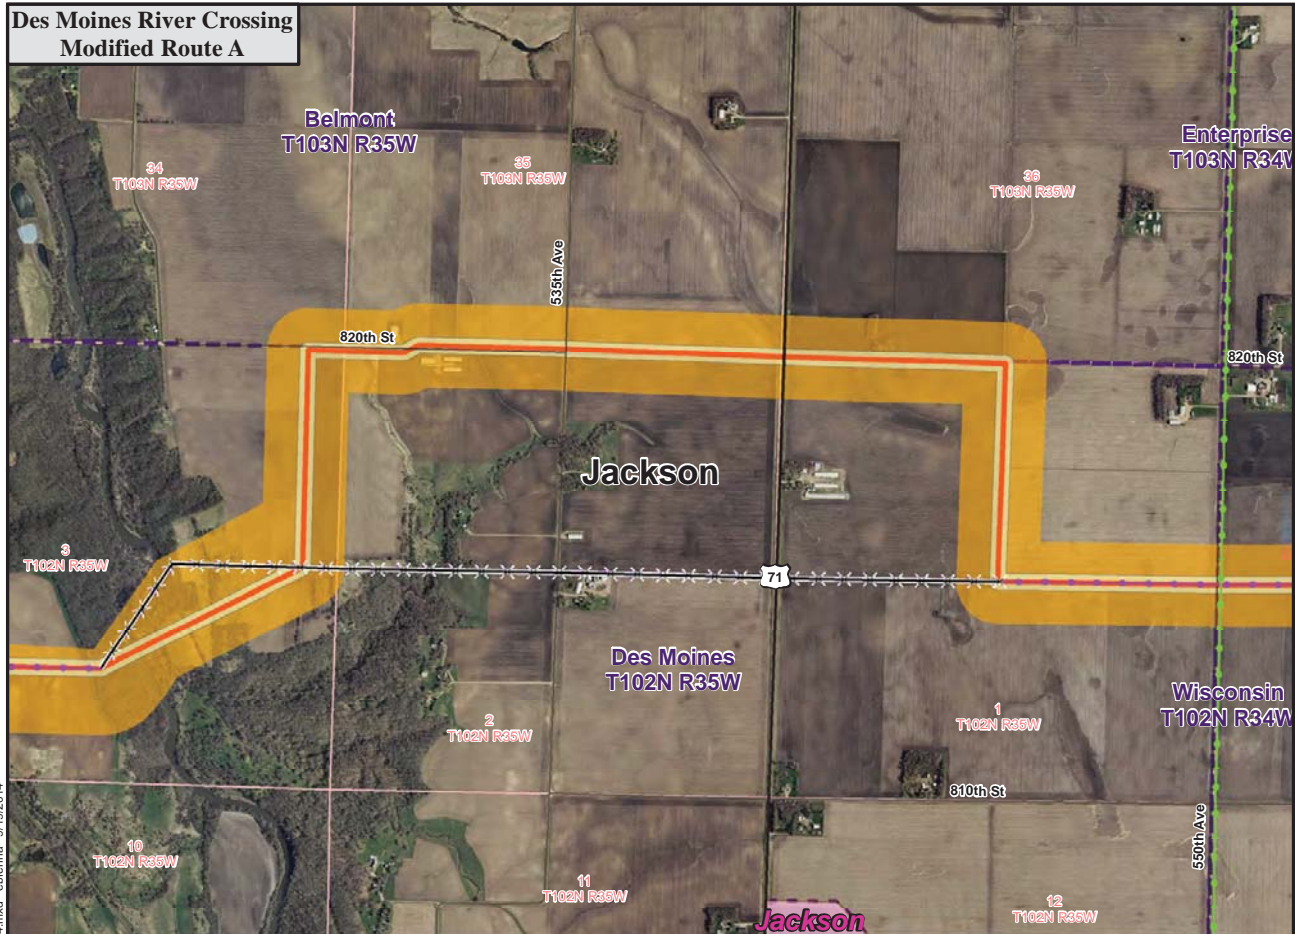 Des Moines River Crossing
Modified Route A
Belmont
T103N R35W
Enterprise
T103N R34W
34
T103N R35W
35
T103N R35W
36
T103N R35W
535th Ave
820th St
820th St
Jackson
3
T102N R35W
71
Des Moines
T102N R35W
Wisconsin
T102N R34W
2
T102N R35W
1
T102N R35W
810th St
550th Ave
10
T102N R35W
11
T102N R35W
12
T102N R35W
Jackson